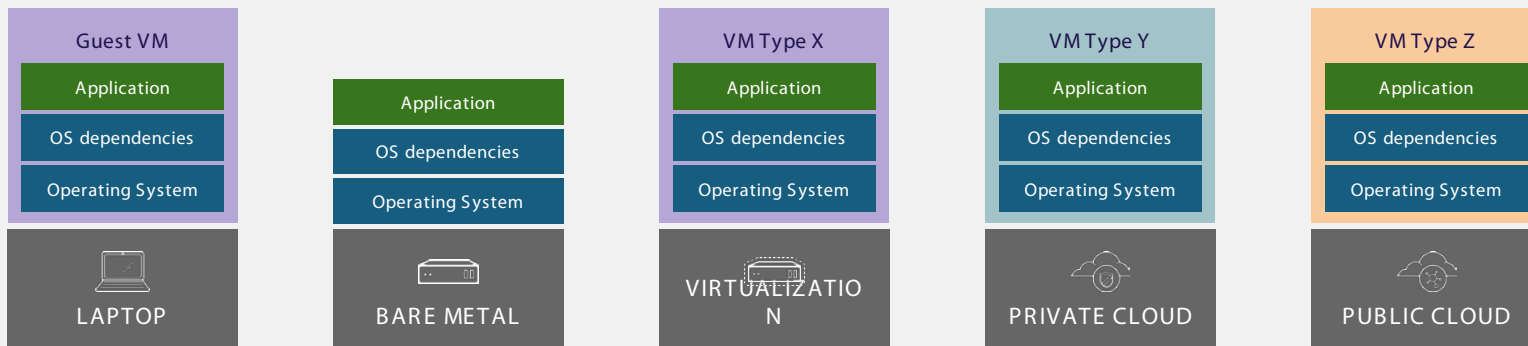 Guest VM
Application
OS dependencies
Operating System
LAPTOP
Application
OS dependencies
Operating System
BARE METAL
VM Type X
Application
OS dependencies
Operating System
VIRTUALIZATIO
N
VM Type Y
Application
OS dependencies
Operating System
PRIVATE CLOUD
VM Type Z
Application
OS dependencies
Operating System
PUBLIC CLOUD